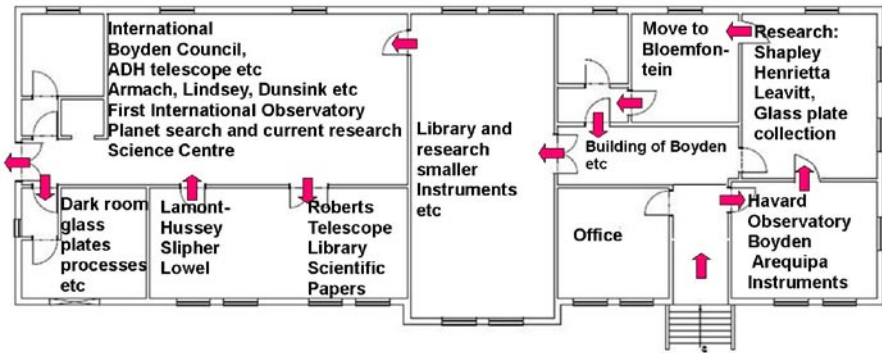 International
Boyden Council,
ADH telescope etc
Armach, Lindsey, Dunsink etc
First International Observatory
Planet search and current research
Science Centre
Move to
Bloemfon-
tein
Research:
Shapley
Henrietta
Leavitt,
Glass plate
collection
Library and
research
smaller
Instruments
etc
Building of Boyden
etc
Dark room
glass
plates
processes
etc
Lamont-
Hussey
Slipher
Lowel
Roberts
Telescope
Library
Scientific
Papers
Office
Havard
Observatory
Boyden
Arequipa
Instruments